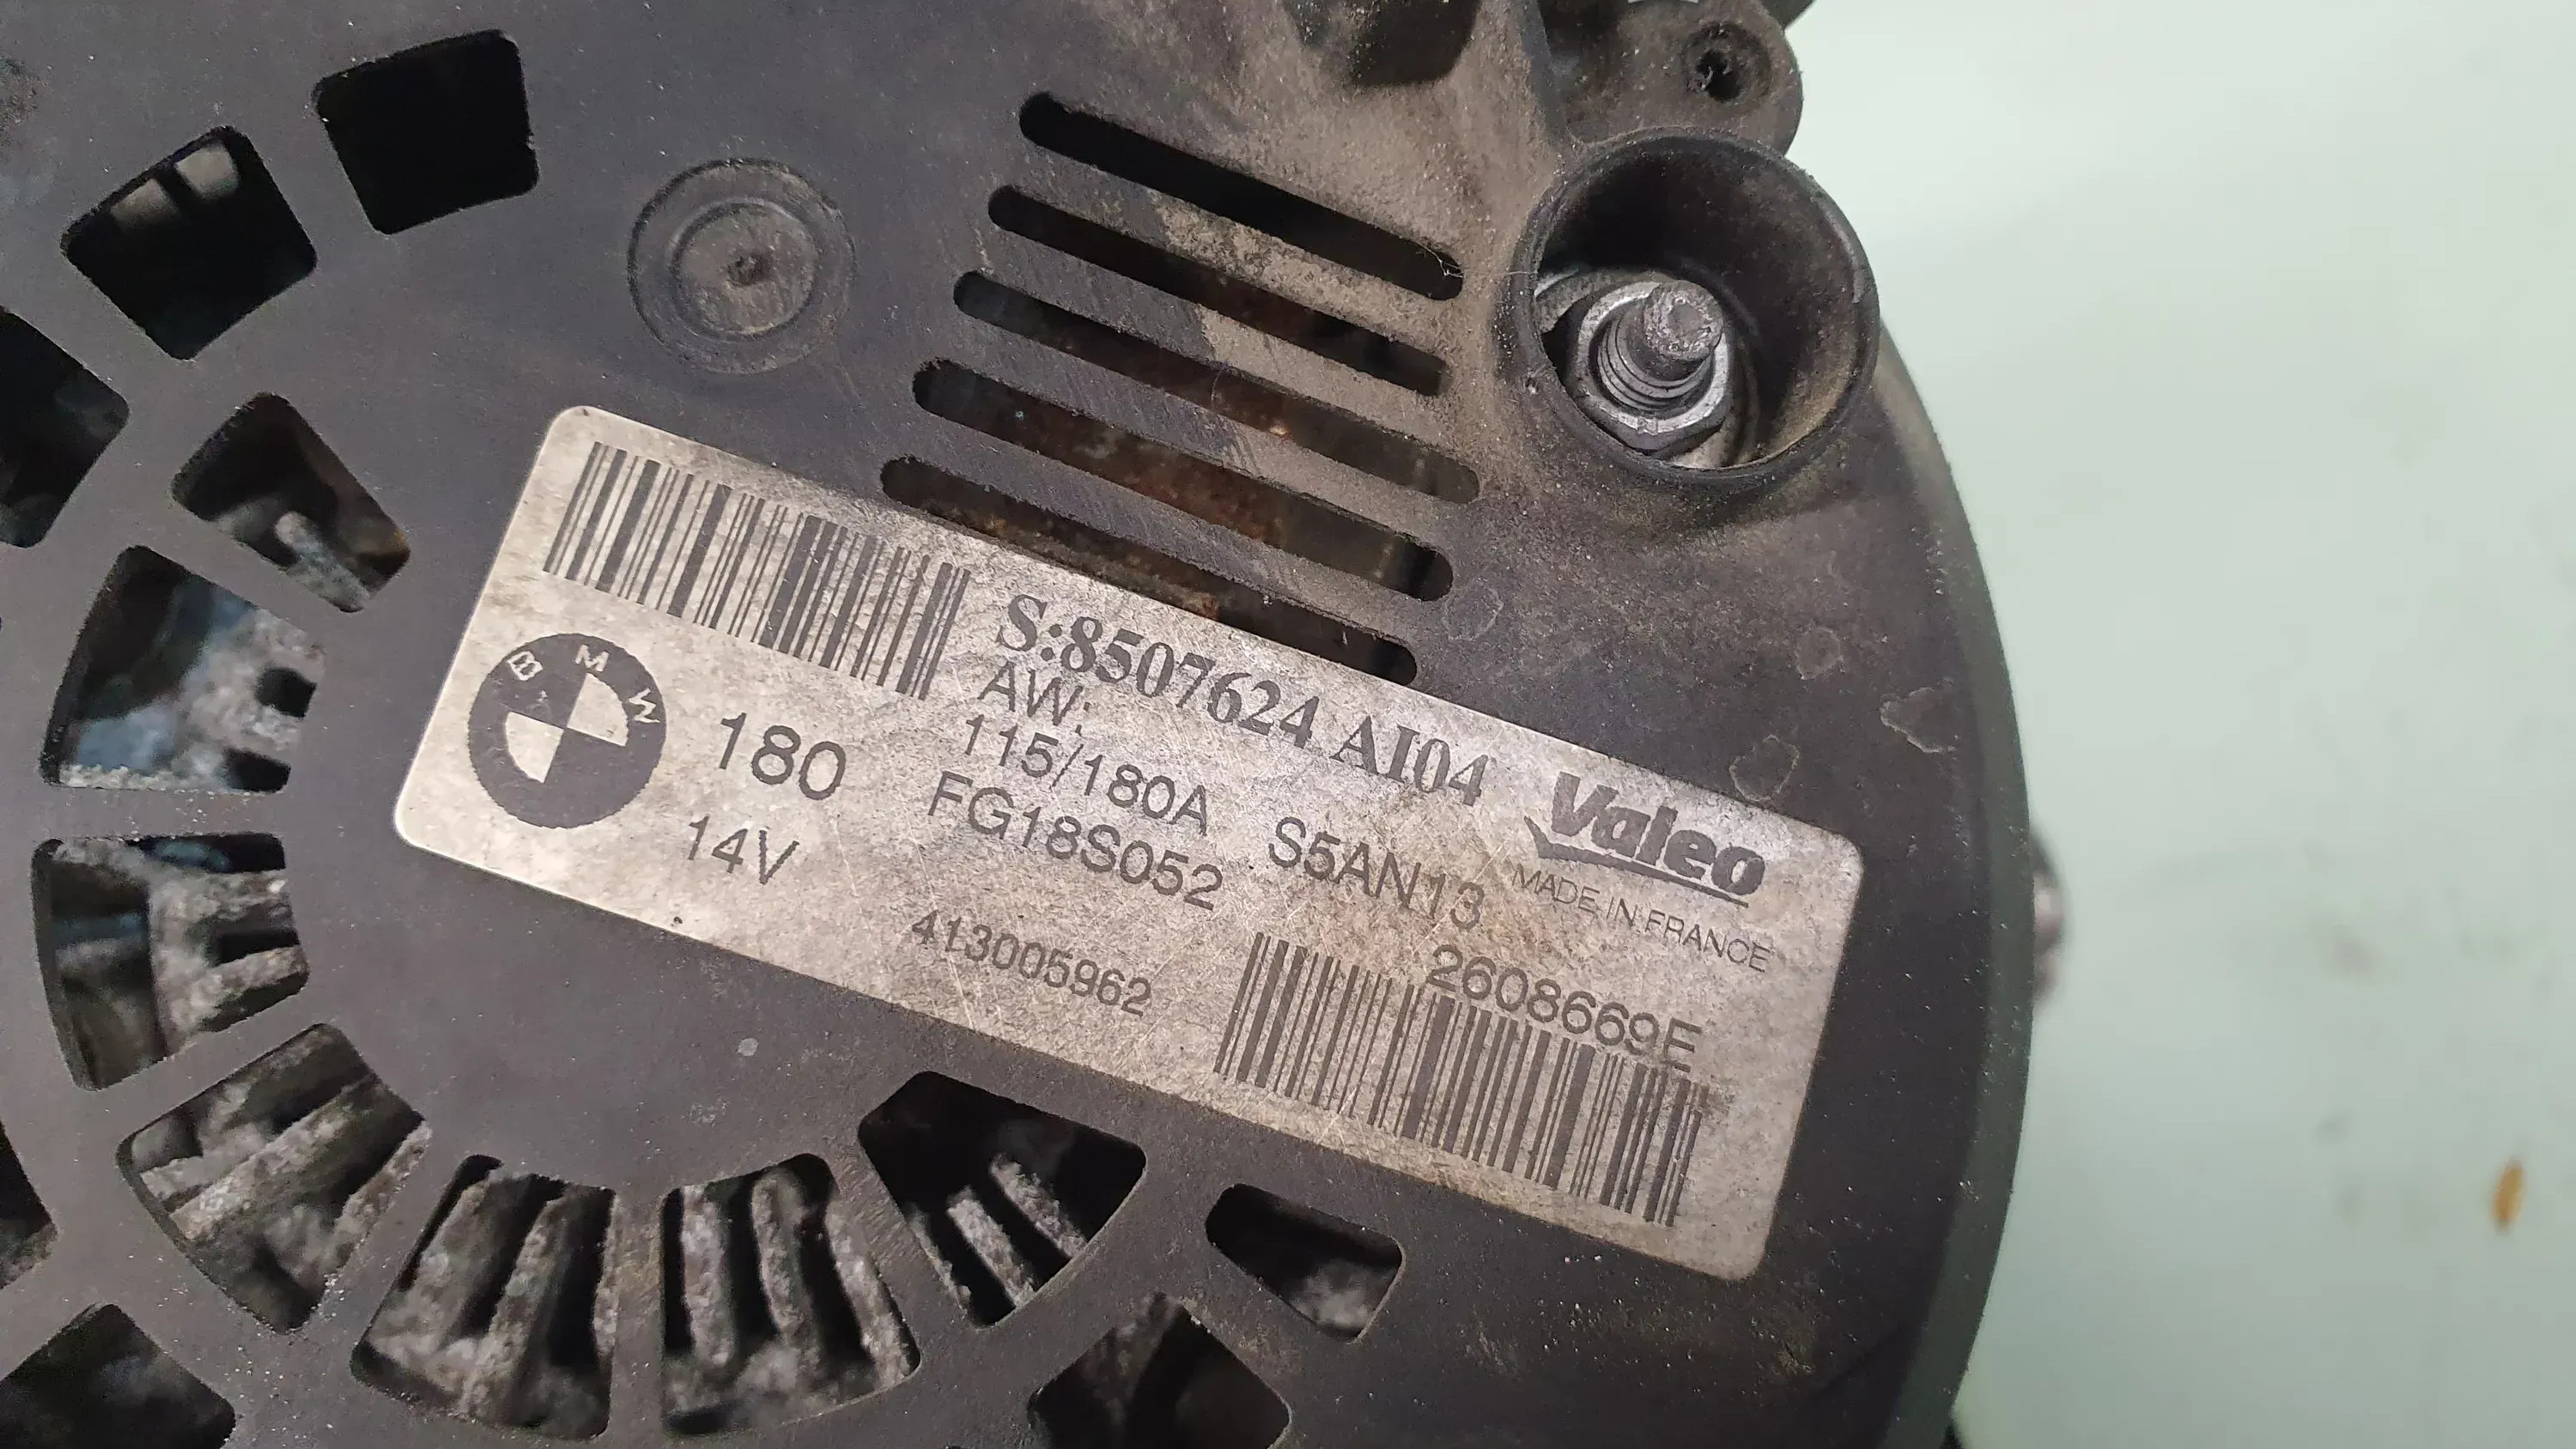 S:8507624 AI04
BMW
180
AW:
115/180A
Valeo
14V
FG18S052
S5AN13
MADE IN FRANCE
413005962
2608669E